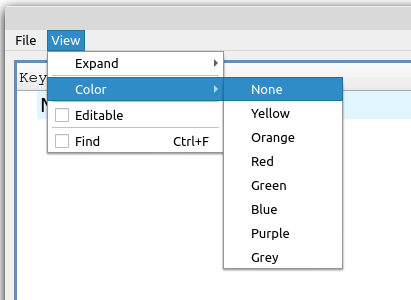 File View
Expand
Color
Editable
Find Ctrl+F
None
Yellow
Orange
Red
Green
Blue
Purple
Grey
Key